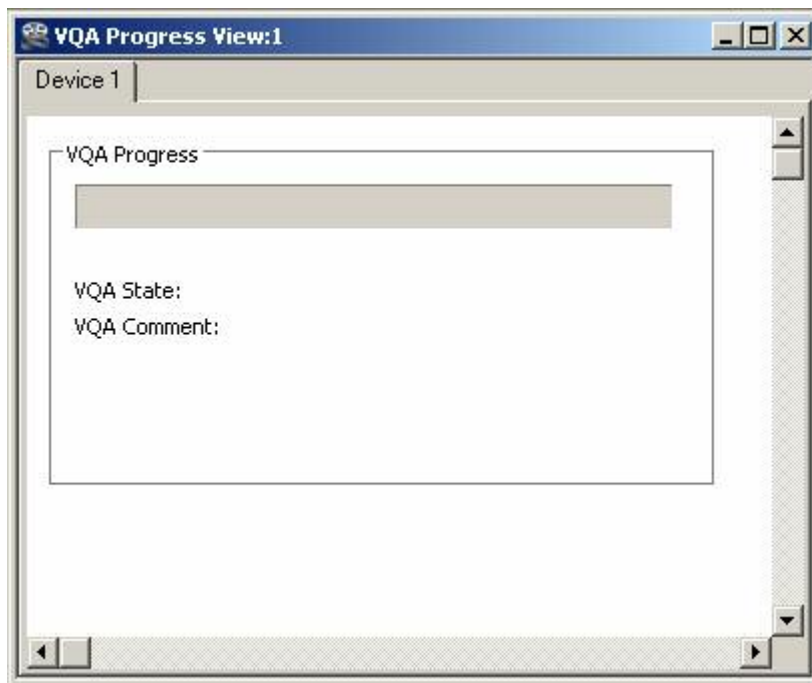 VQA Progress View:1
Device 1
VQA Progress
VQA State:
VQA Comment: